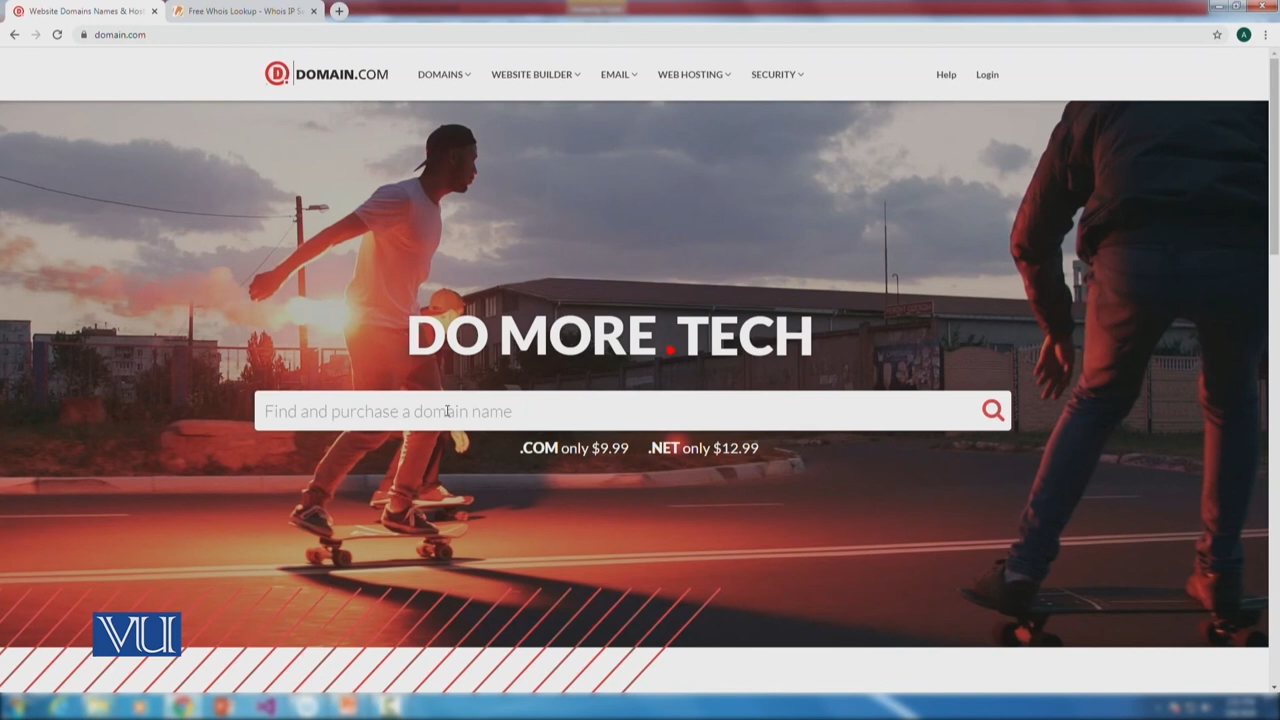 Website Domains Names & Hos
Free Whois Lookup - Whois IP S
domain.com
A
D DOMAIN.COM
DOMAINS
WEBSITE BUILDER
EMAIL
WEB HOSTING
SECURITY
Help
Login
DO MORE .TECH
Find and purchase a domain name
.COM only $9.99
.NET only $12.99
VU